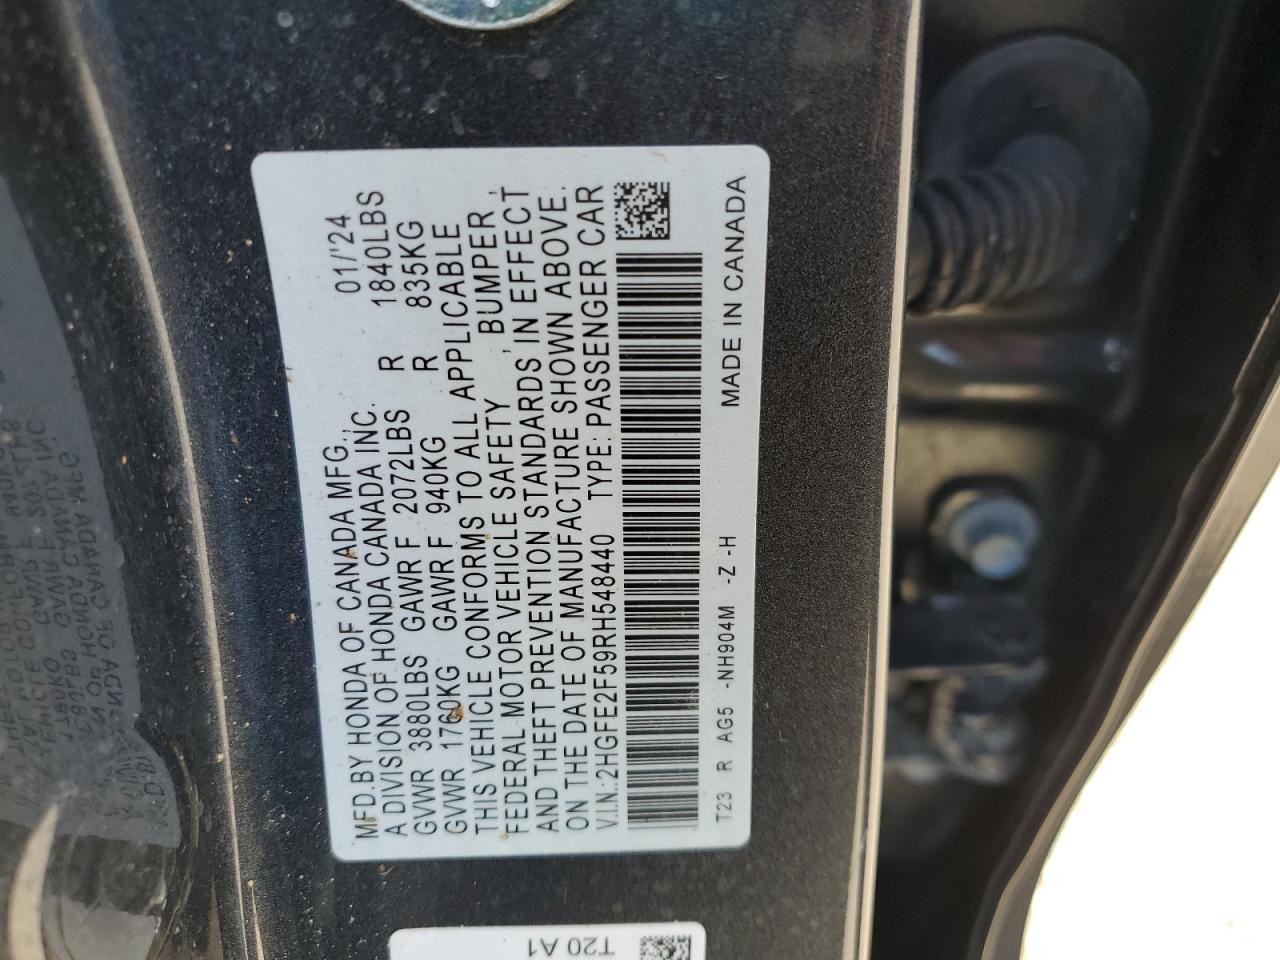 MFD.BY HONDA OF CANADA MFG., 01/'24
A DIVISION OF HONDA CANADA INC.
GVWR 3880LBS GAWR F 2072LBS R 1840LBS
GVWR 1760KG GAWR F 940KG R 835KG
THIS VEHICLE CONFORMS TO ALL APPLICABLE
FEDERAL MOTOR VEHICLE SAFETY, BUMPER,
AND THEFT PREVENTION STANDARDS IN EFFECT
ON THE DATE OF MANUFACTURE SHOWN ABOVE.
V.I.N.:2HGFE2F59RH548440 TYPE: PASSENGER CAR
T23 R AG5 -NH904M -Z -H MADE IN CANADA
T20 A1